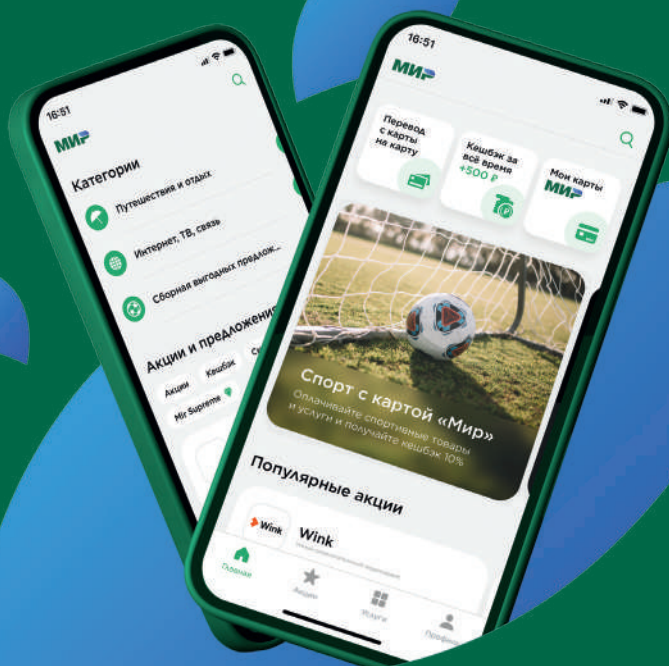 16:51
МИР
Категории
Путешествия и отдых
Интернет, ТВ, связь
Сборная выгодных предлож...
Акции и предложения
Акции Кешбэк
Mir Supreme
16:51
МИР
Перевод
с карты
на карту
Кешбэк за
всё время
+500 ₽
Мои карты
МИР
Спорт с картой «Мир»
Оплачивайте спортивные товары
и услуги и получайте кешбэк 10%
Популярные акции
Wink
Wink
Главная
Акции
Услуги
Профиль